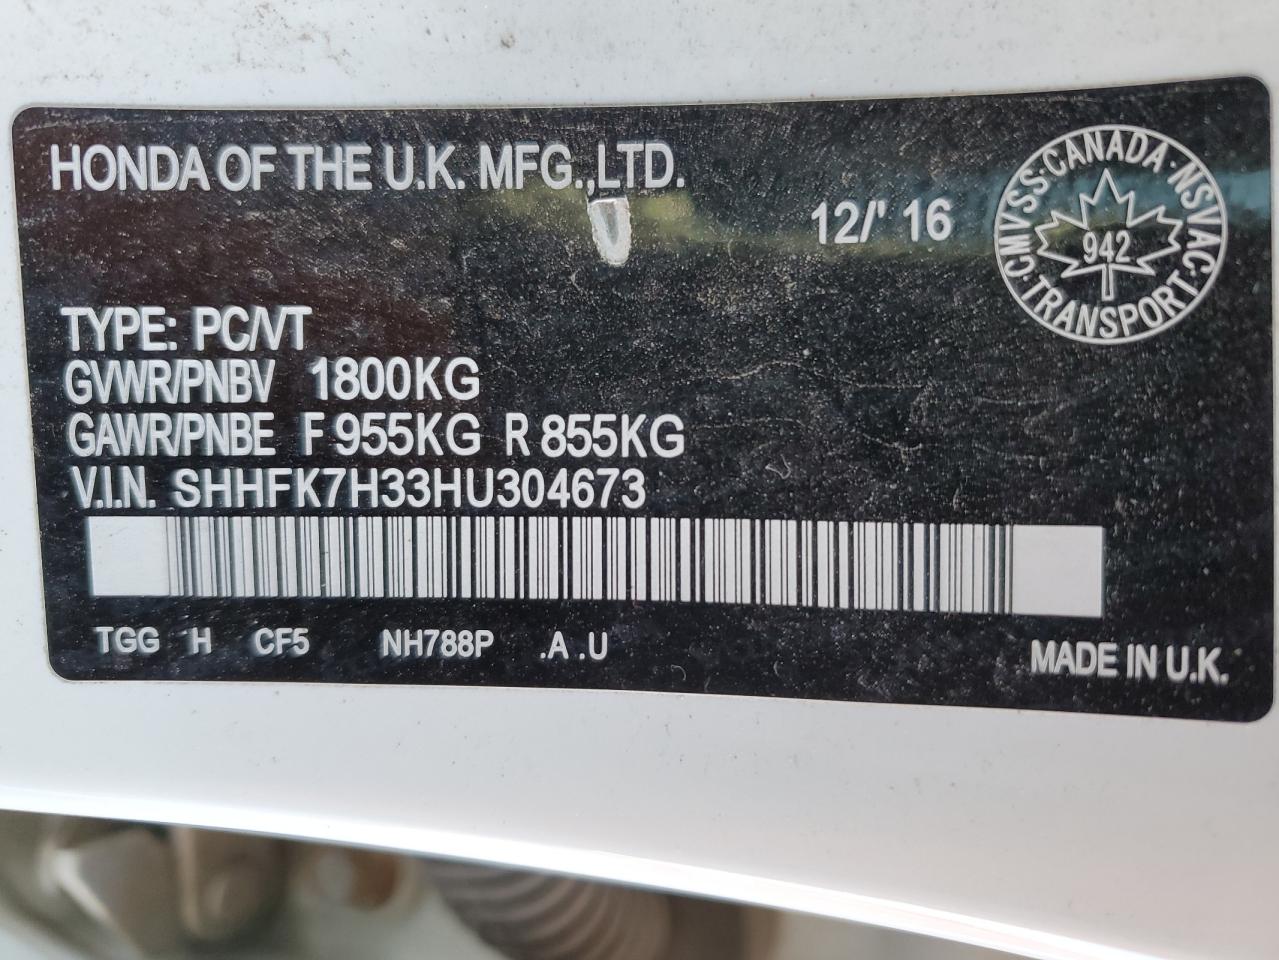 HONDA OF THE U.K. MFG.,LTD.
12/' 16
CMVSS·CANADA·NSVAC·TRANSPORT·
942
TYPE: PC/VT
GVWR/PNBV 1800KG
GAWR/PNBE F 955KG R 855KG
V.I.N. SHHFK7H33HU304673
TGG H CF5 NH788P .A .U
MADE IN U.K.